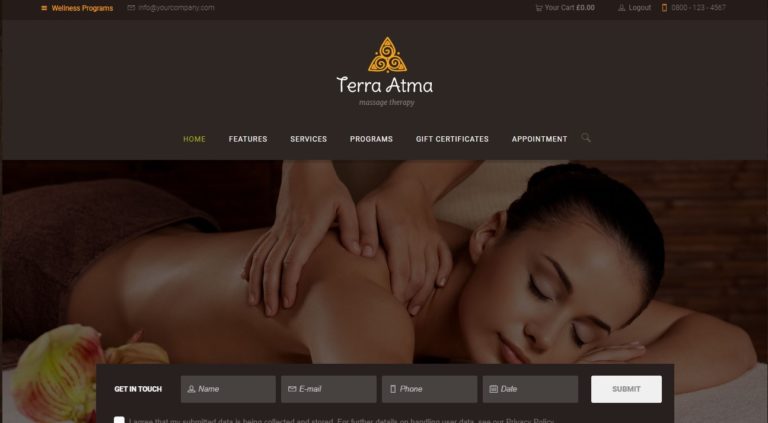 Wellness Programs info@yourcompany.com Your Cart £0.00 Logout 0800 - 123 - 4567
Terra Atma
massage therapy
HOME FEATURES SERVICES PROGRAMS GIFT CERTIFICATES APPOINTMENT
GET IN TOUCH Name E-mail Phone Date SUBMIT
I agree that my submitted data is being collected and stored. For further details on handling user data, see our Privacy Policy